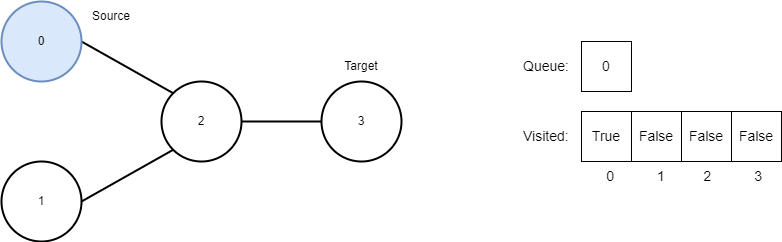 Source
0
Target
2
3
1
Queue: 0
Visited: True False False False
0 1 2 3